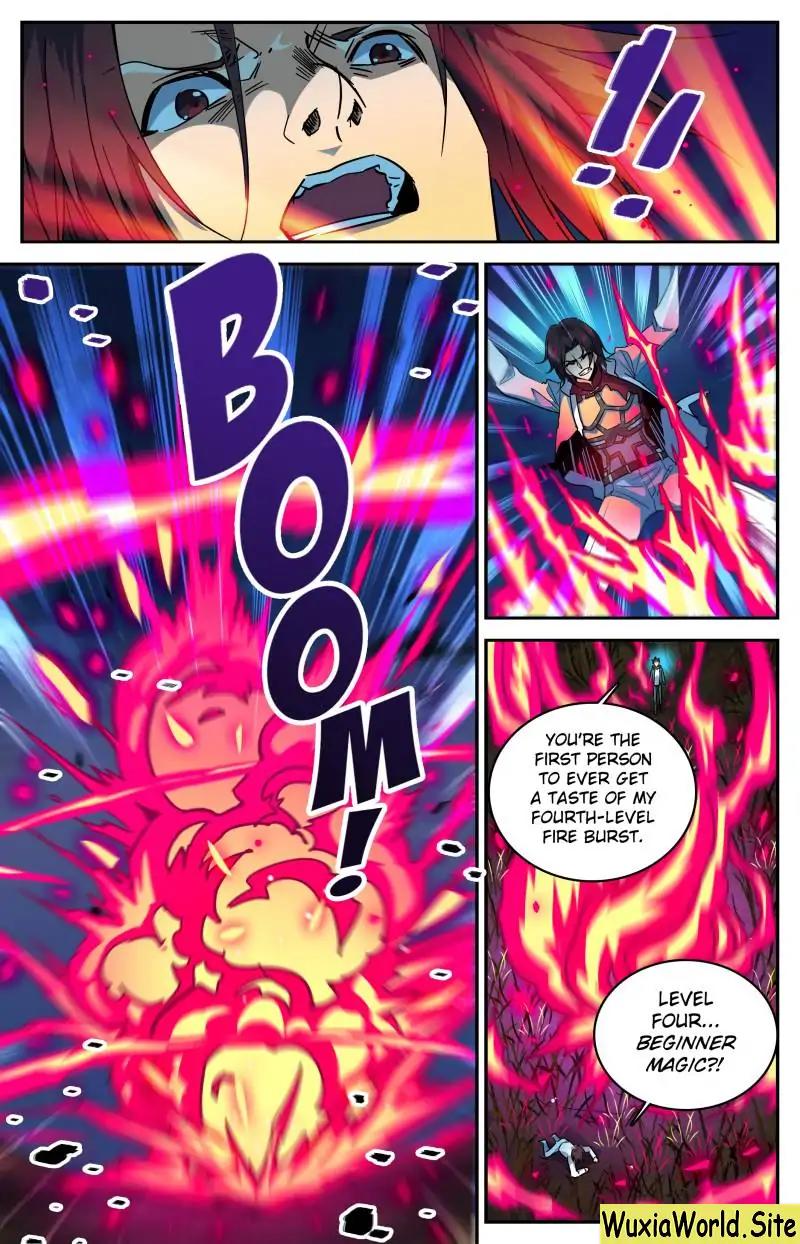 !!
BOOM!
YOU'RE THE
FIRST PERSON
TO EVER GET
A TASTE OF MY
FOURTH-LEVEL
FIRE BURST.
LEVEL
FOUR...
BEGINNER
MAGIC?!
WuxiaWorld.Site